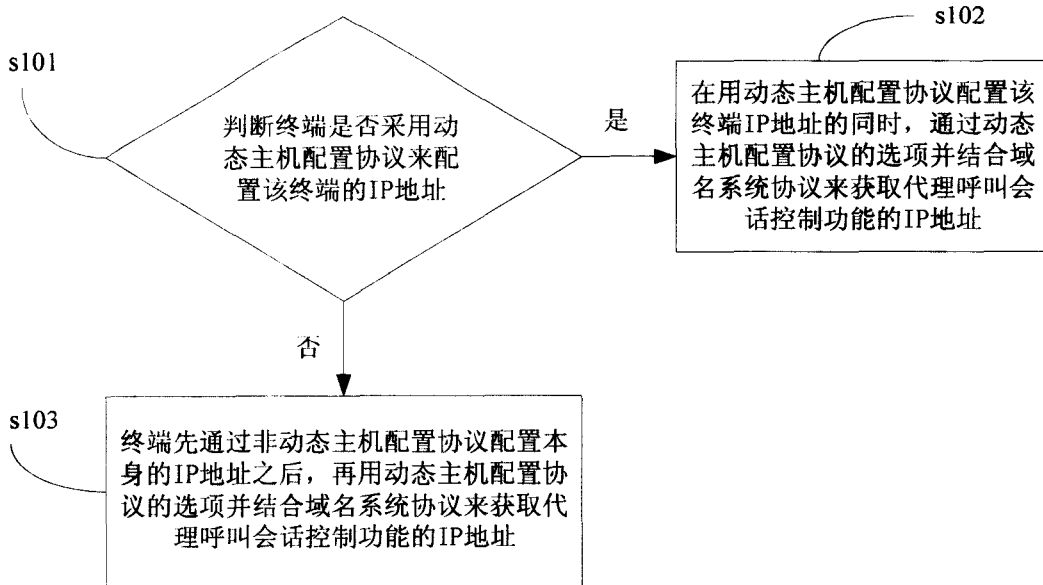 s101
判断终端是否采用动
态主机配置协议来配
置该终端的IP地址
是
s102
在用动态主机配置协议配置该
终端IP地址的同时，通过动态
主机配置协议的选项并结合域
名系统协议来获取代理呼叫会
话控制功能的IP地址
否
s103
终端先通过非动态主机配置协议配置本
身的IP地址之后，再用动态主机配置协
议的选项并结合域名系统协议来获取代
理呼叫会话控制功能的IP地址